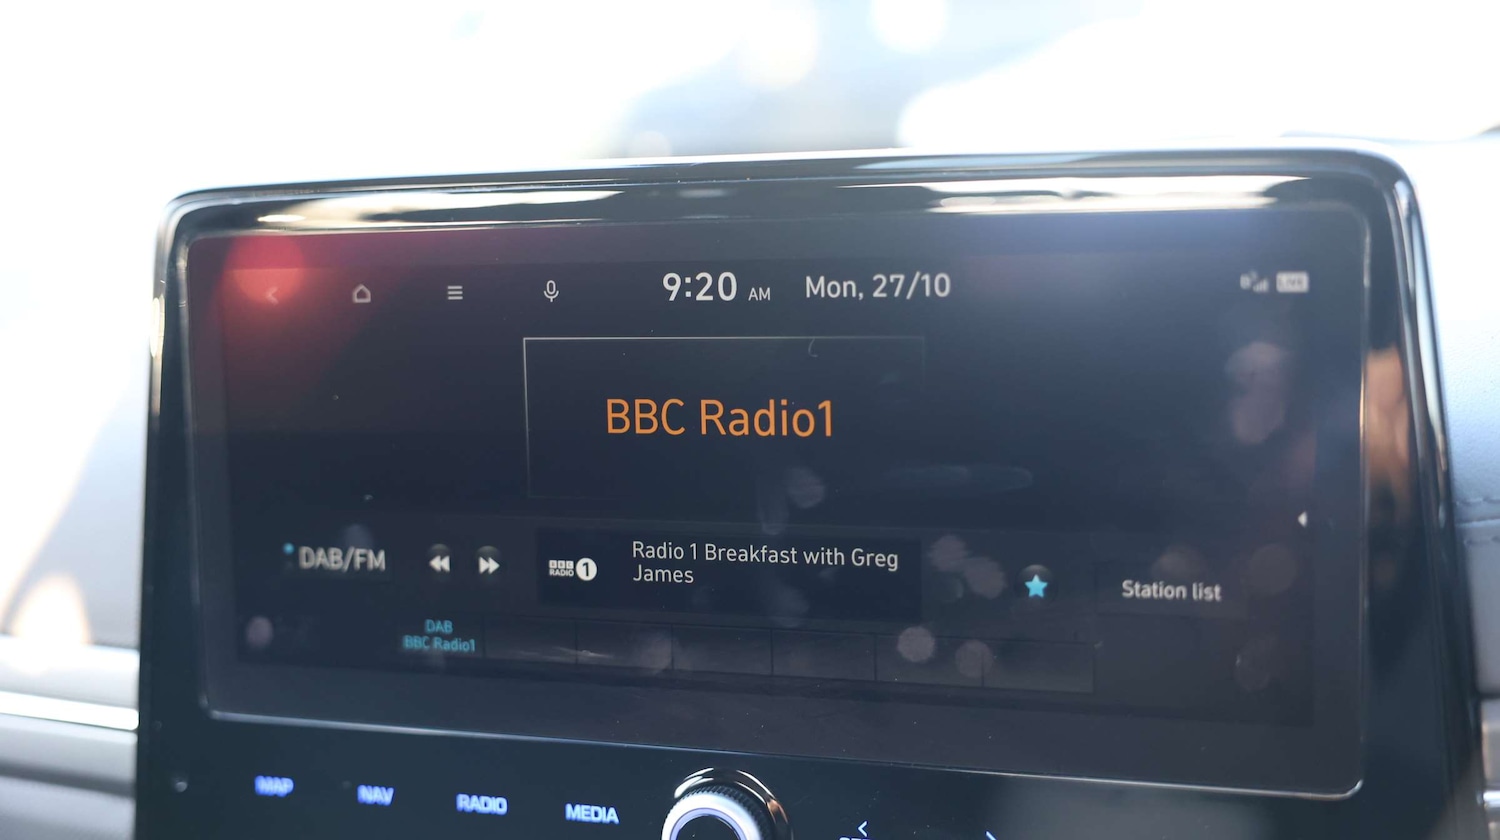 9:20 AM Mon, 27/10
LIVE
BBC Radio1
DAB/FM
BBC
RADIO 1
Radio 1 Breakfast with Greg
James
Station list
DAB
BBC Radio1
MAP NAV RADIO MEDIA